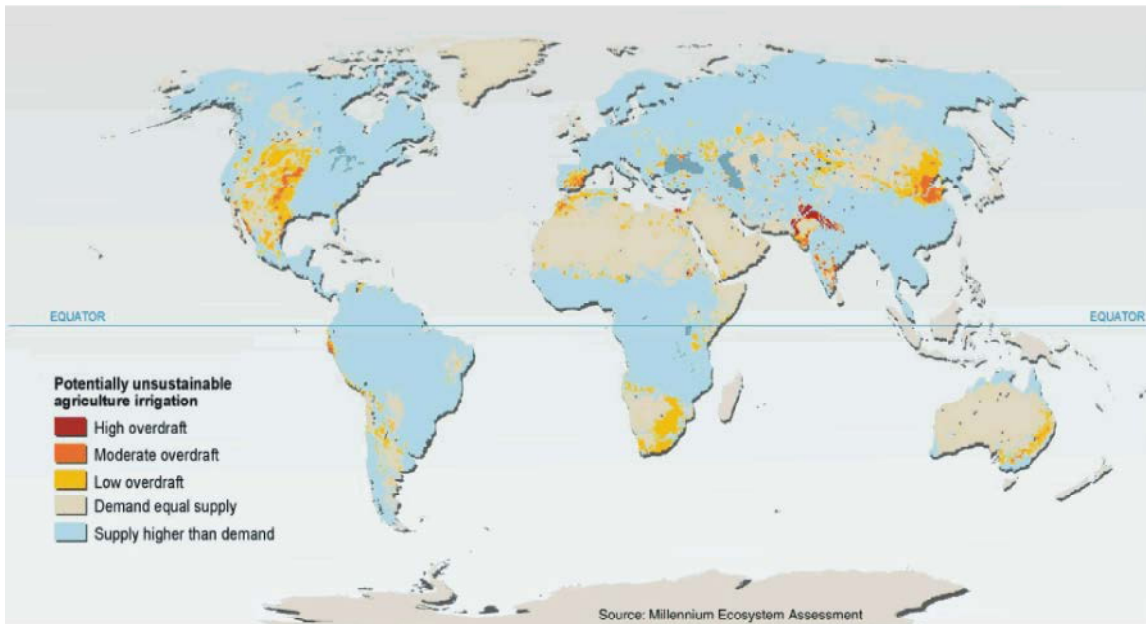 EQUATOR EQUATOR
Potentially unsustainable
agriculture irrigation
High overdraft
Moderate overdraft
Low overdraft
Demand equal supply
Supply higher than demand
Source: Millennium Ecosystem Assessment